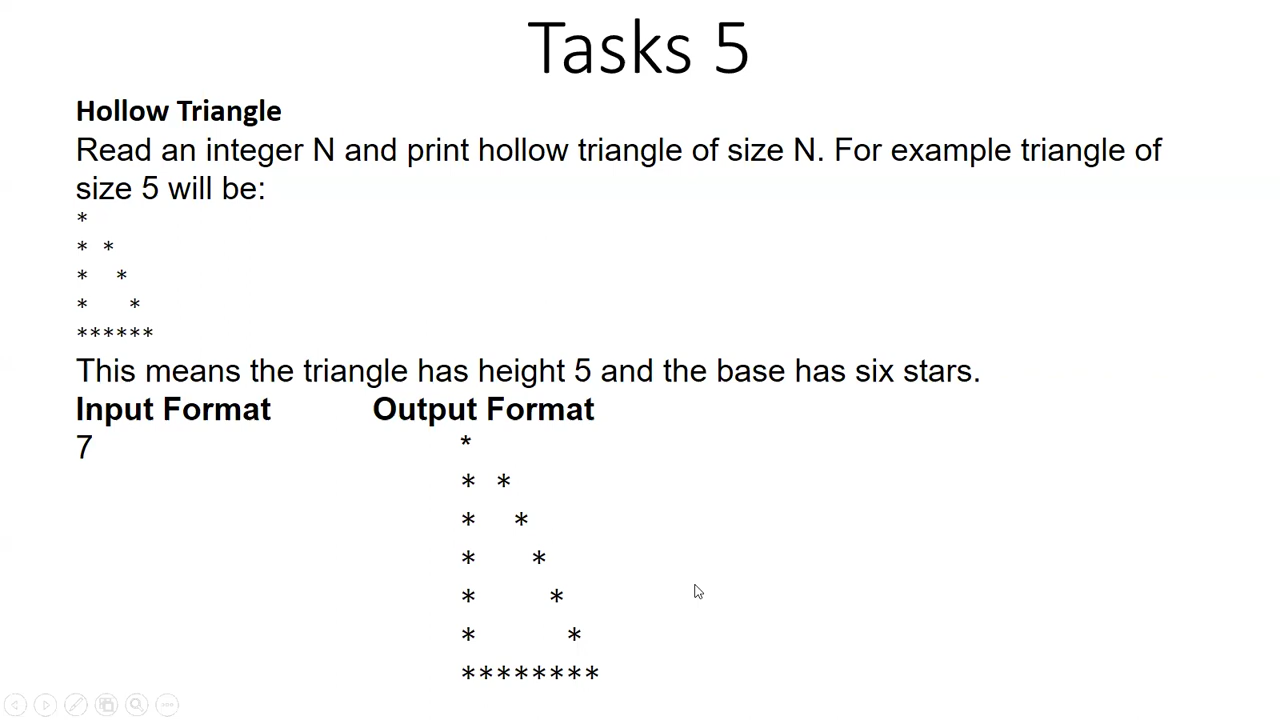 Tasks 5
Hollow Triangle
Read an integer N and print hollow triangle of size N. For example triangle of
size 5 will be:
*
* *
*  *
*   *
******
This means the triangle has height 5 and the base has six stars.
Input Format Output Format
7 *
* *
*  *
*   *
*    *
*     *
********